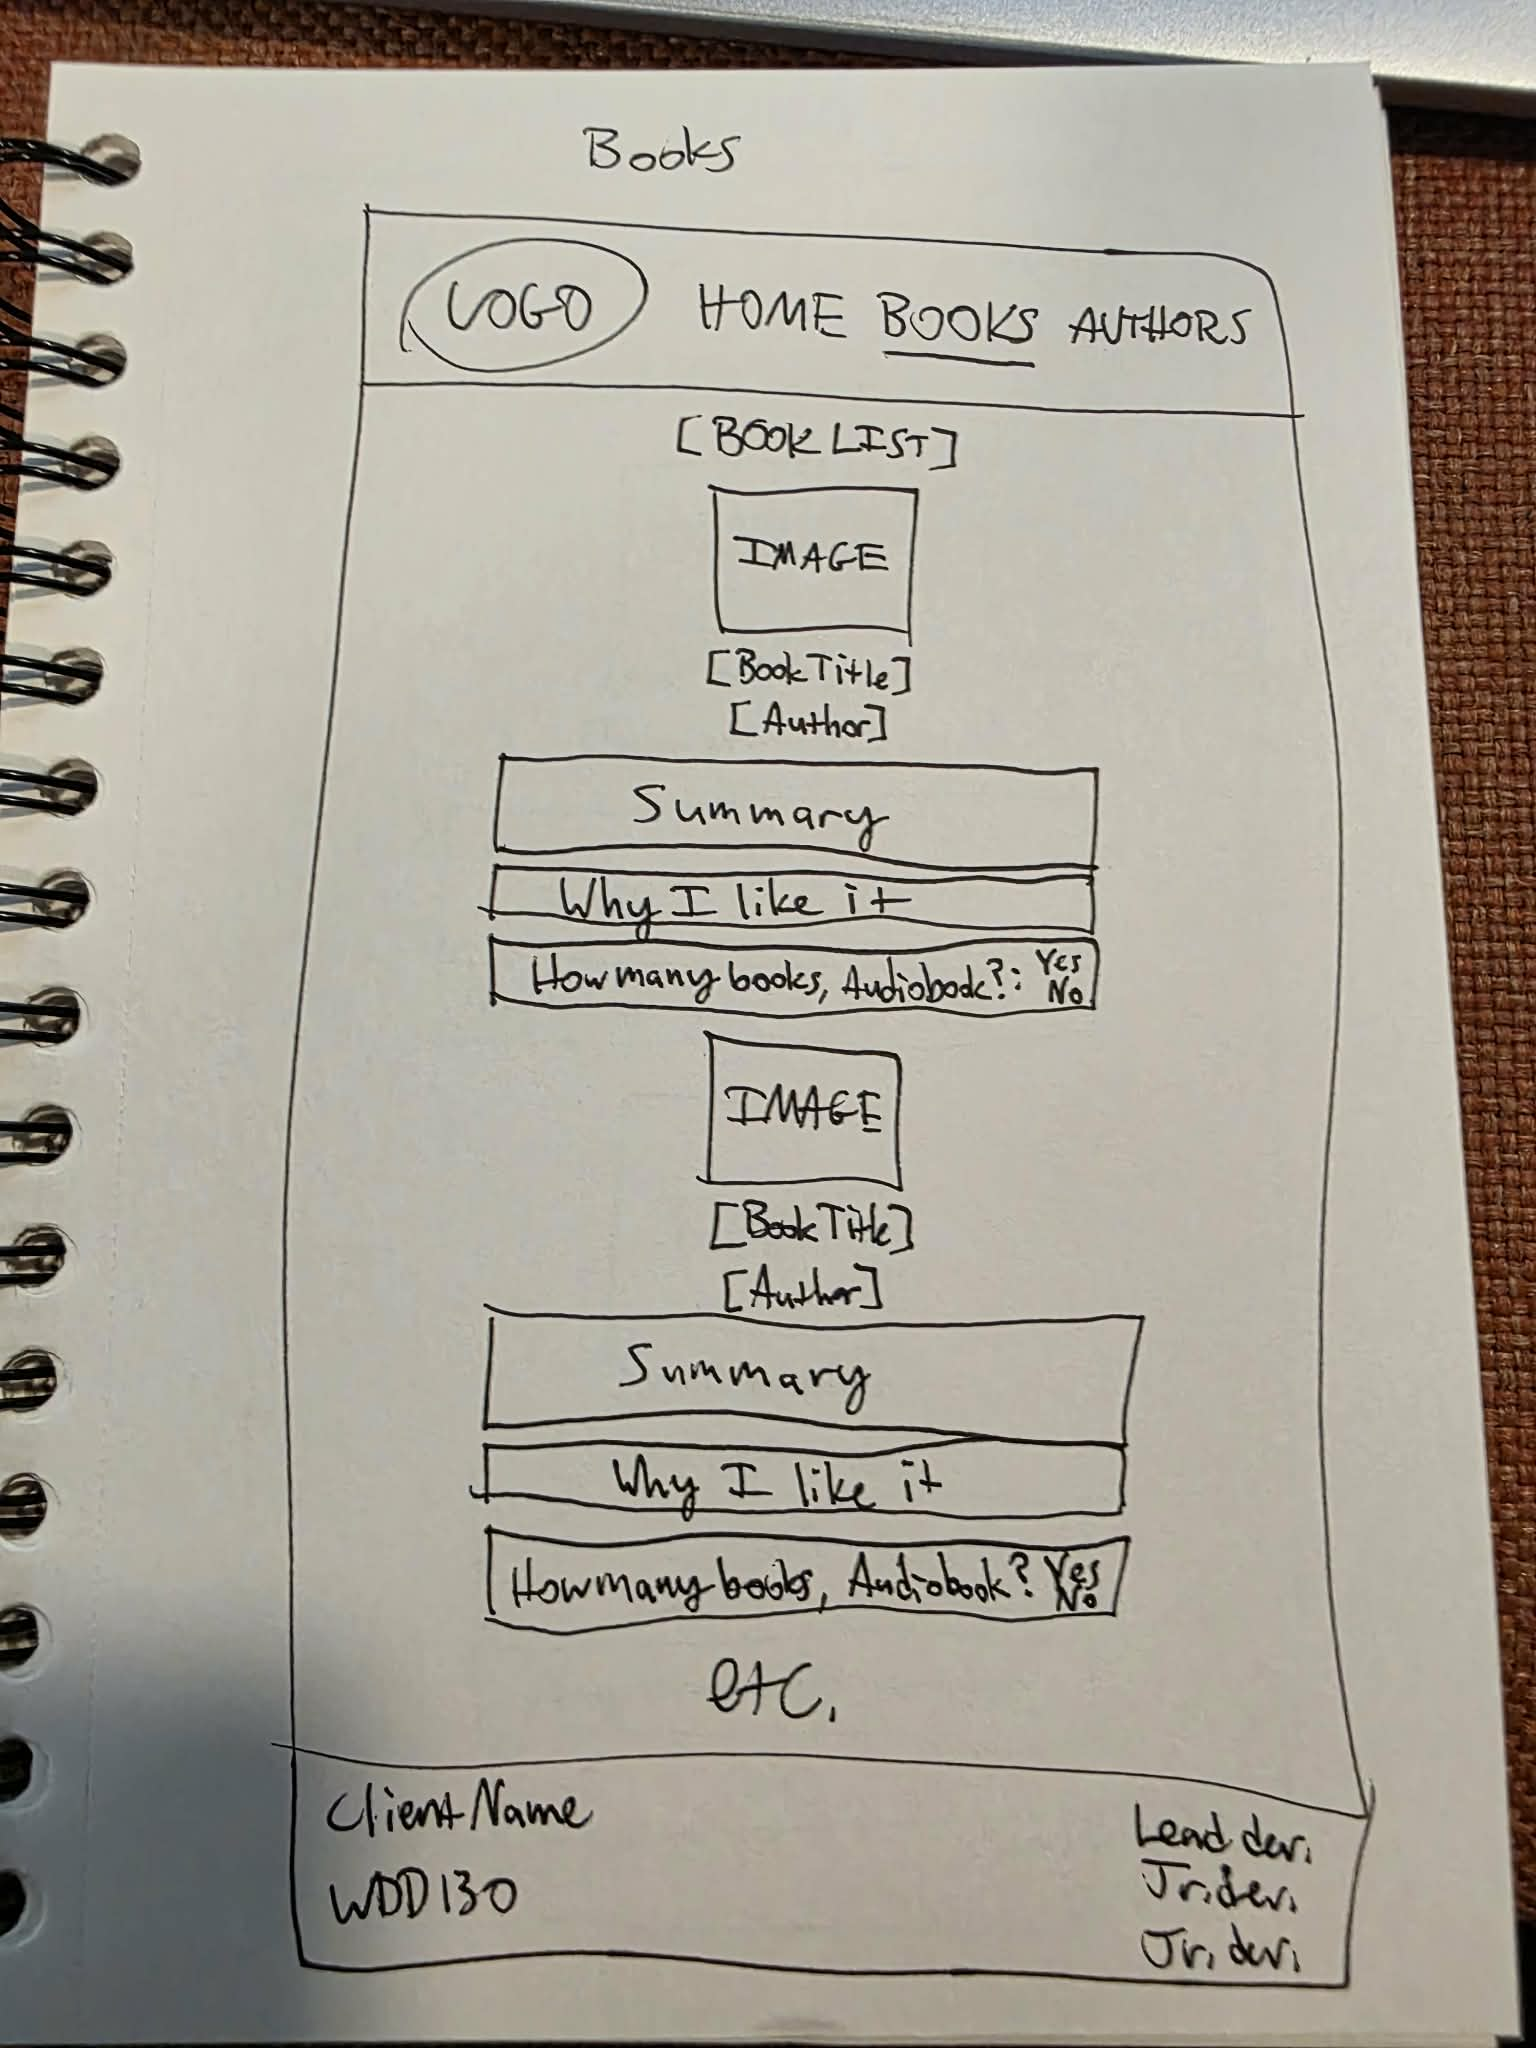 Books
LOGO HOME BOOKS AUTHORS
[BOOK LIST]
IMAGE
[Book Title]
[Author]
Summary
Why I like it
How many books, Audiobook?: Yes No
IMAGE
[Book Title]
[Author]
Summary
Why I like it
How many books, Audiobook? Yes No
etc.
Client Name
WDD130
Lead dev.
Jr. dev.
Jr. dev.